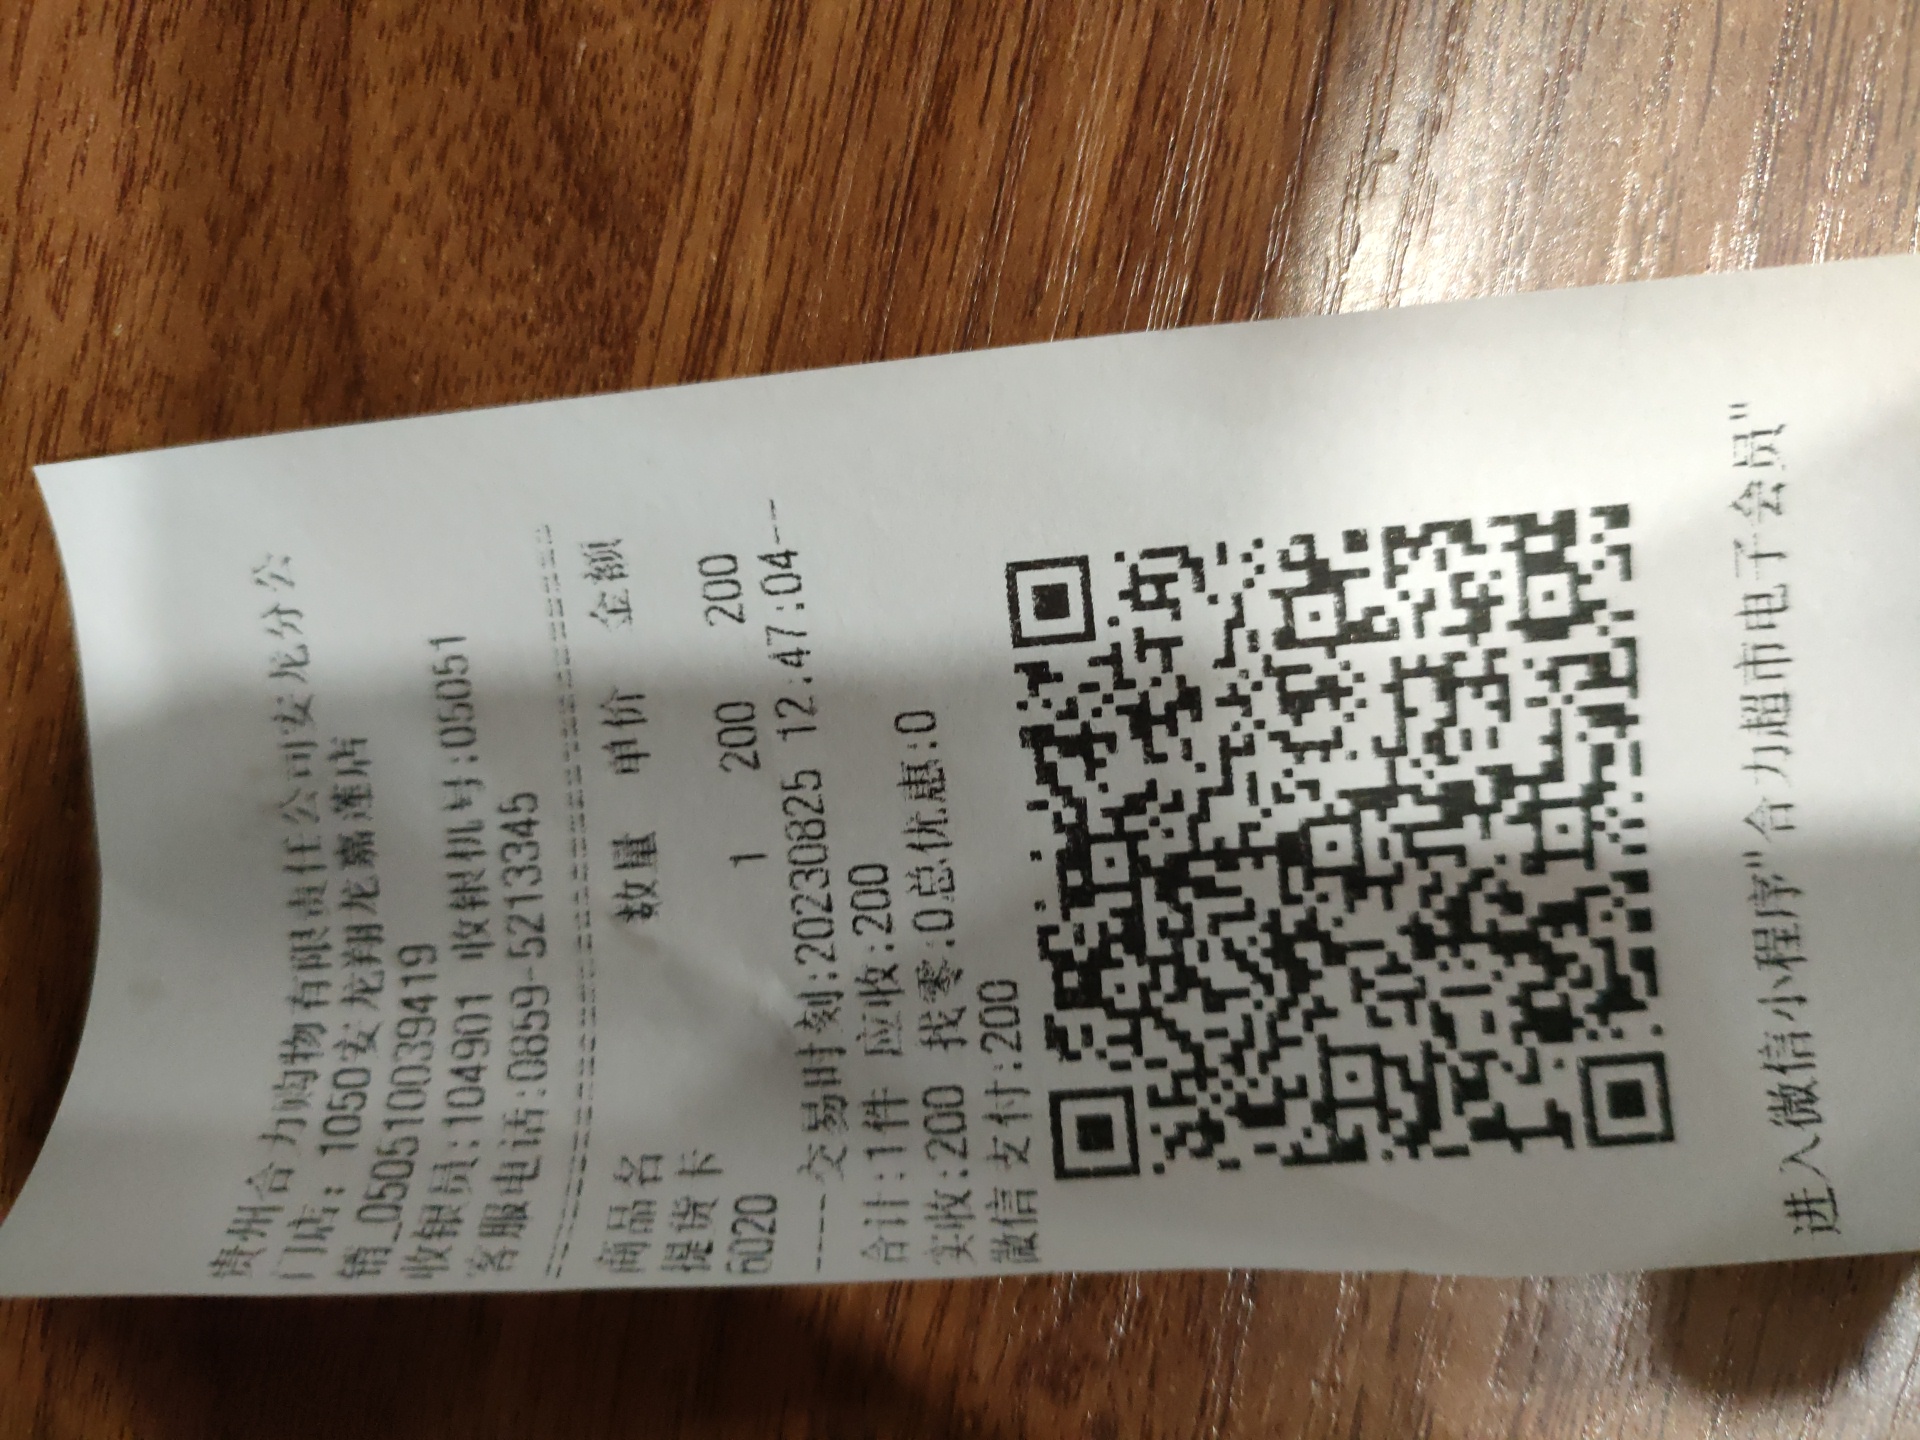 贵州合力购物有限责任公司安龙分公
门店: 1050安龙翔龙嘉莲店
销_05051003941​9
收银员:104901 收银机号:05051
客服电话:0859-5213345
商品名 数量 单价 金额
提货卡
6020 1 200 200
----交易时刻:20230825 12:47:04--
合计:1件 应收:200
实收:200 找零:0总优惠:0
微信支付:200
进入微信小程序"合力超市电子会员"